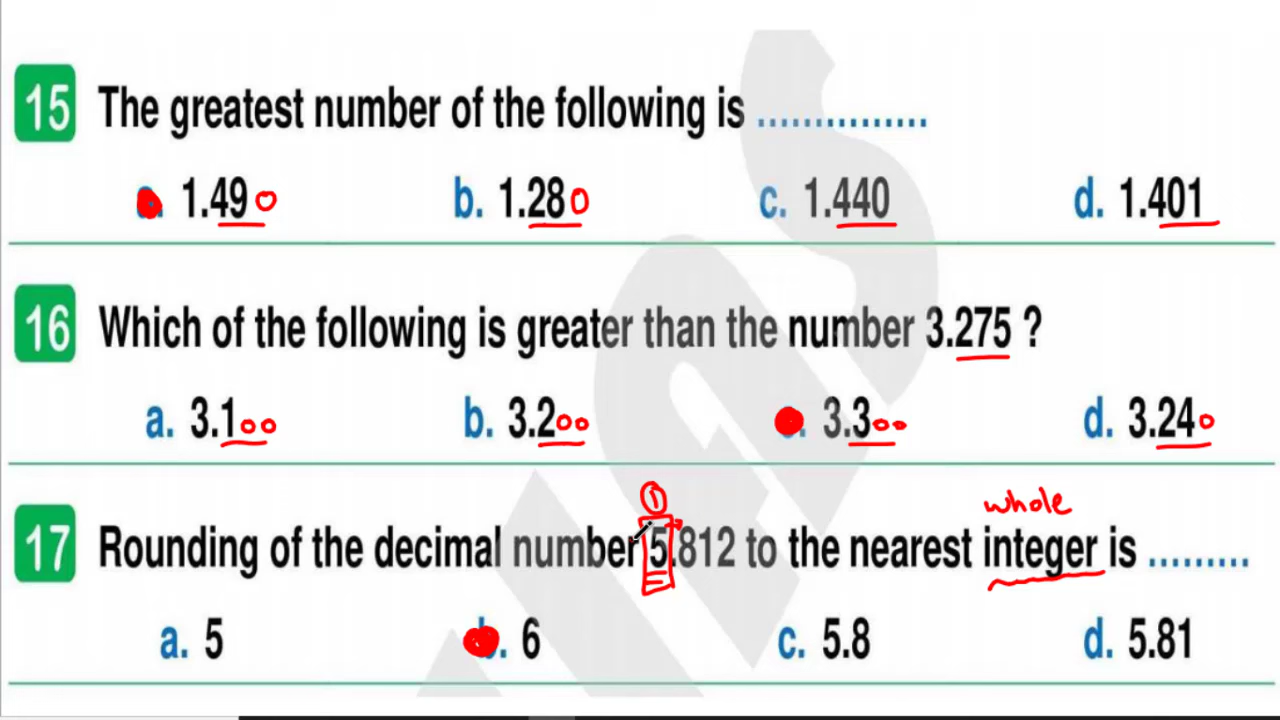 15 The greatest number of the following is ...............
a. 1.490 b. 1.280 c. 1.440 d. 1.401
16 Which of the following is greater than the number 3.275 ?
a. 3.100 b. 3.200 c. 3.300 d. 3.240
1 whole
17 Rounding of the decimal number 5.812 to the nearest integer is .........
a. 5 b. 6 c. 5.8 d. 5.81